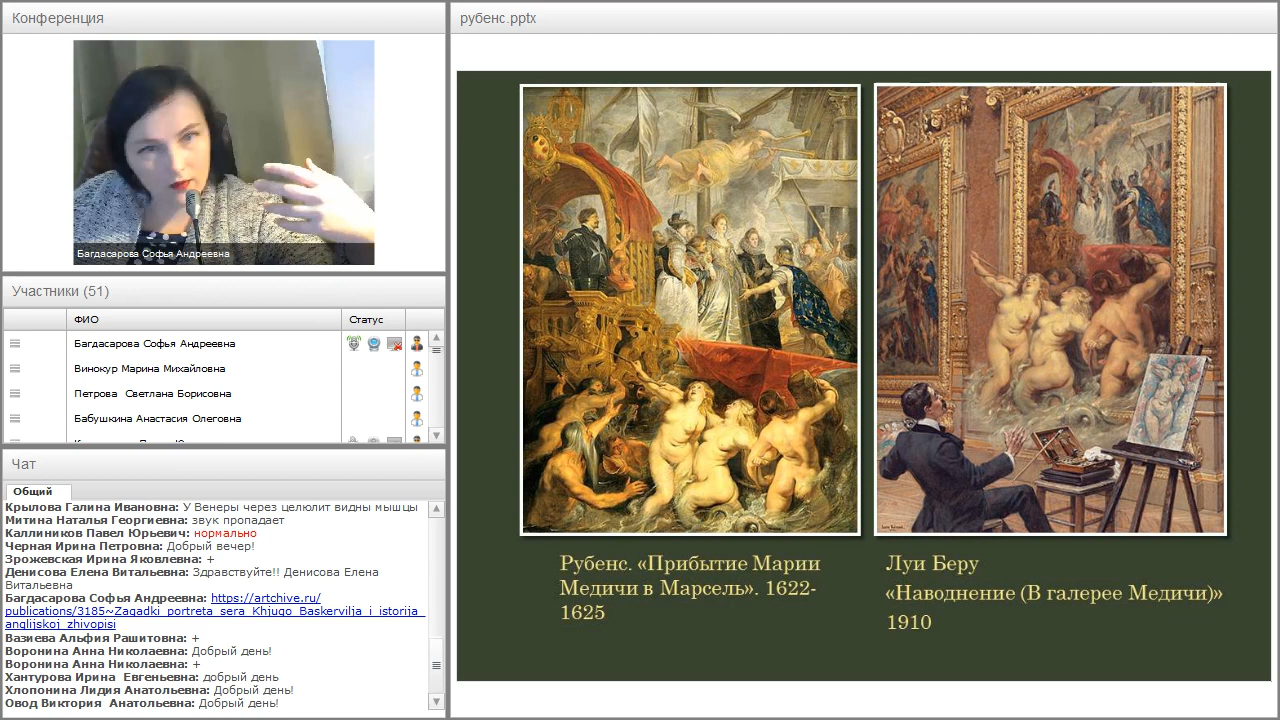 Конференция
Багдасарова Софья Андреевна
Участники (51)
ФИО
Статус
Багдасарова Софья Андреевна
Винокур Марина Михайловна
Петрова Светлана Борисовна
Бабушкина Анастасия Олеговна
Чат
Общий
Крылова Галина Ивановна: У Венеры через целюлит видны мышцы
Митина Наталья Георгиевна: звук пропадает
Каллиников Павел Юрьевич: нормально
Черная Ирина Петровна: Добрый вечер!
Зрожевская Ирина Яковлевна: +
Денисова Елена Витальевна: Здравствуйте!! Денисова Елена
Витальевна
Багдасарова Софья Андреевна: https://artchive.ru/
publications/3185~Zagadki_portreta_sera_Khjugo_Baskervilja_i_istorija_
anglijskoj_zhivopisi
Вазиева Альфия Рашитовна: +
Воронина Анна Николаевна: Добрый день!
Воронина Анна Николаевна: +
Хантурова Ирина Евгеньевна: добрый день
Хлопонина Лидия Анатольевна: Добрый день!
Овод Виктория Анатольевна: Добрый день!
рубенс.pptx
Рубенс. «Прибытие Марии
Медичи в Марсель». 1622-
1625
Луи Беру
«Наводнение (В галерее Медичи)»
1910